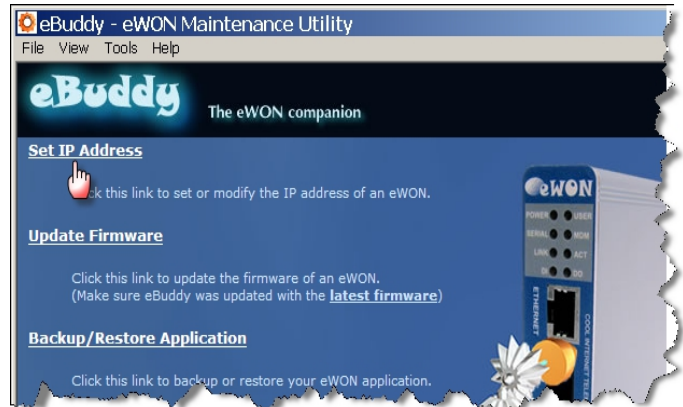 eBuddy - eWON Maintenance Utility
File View Tools Help
eBuddy The eWON companion
Set IP Address
ck this link to set or modify the IP address of an eWON.
Update Firmware
Click this link to update the firmware of an eWON.
(Make sure eBuddy was updated with the latest firmware)
Backup/Restore Application
Click this link to backup or restore your eWON application.
eWON
POWER USER
SERIAL MDM
LINK ACT
DI DO
ETHERNET